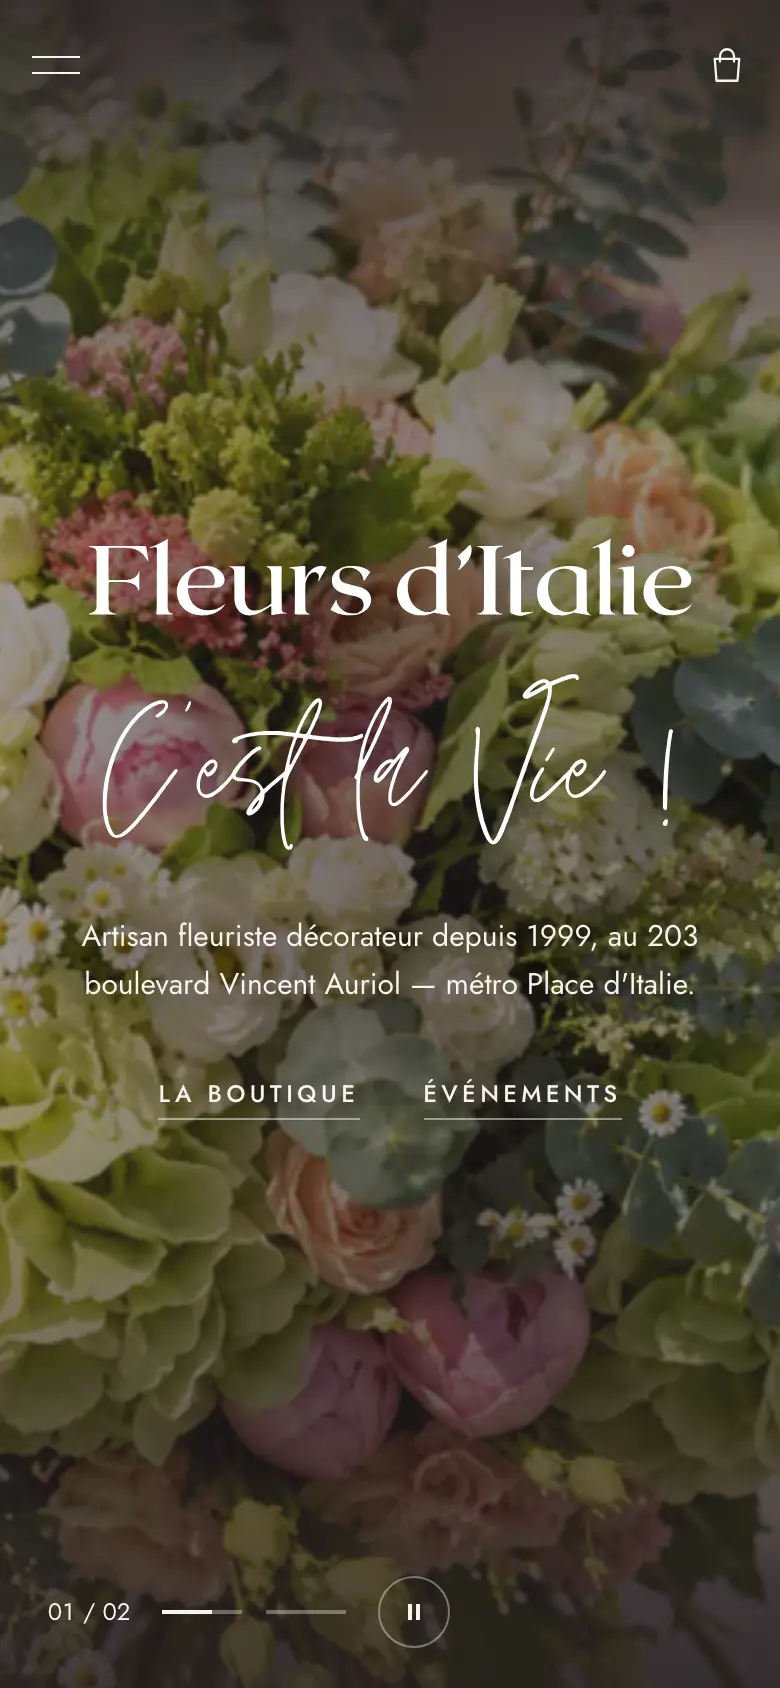 Fleurs d’Italie
C'est la Vie !
Artisan fleuriste décorateur depuis 1999, au 203
boulevard Vincent Auriol — métro Place d'Italie.
LA BOUTIQUE ÉVÉNEMENTS
01 / 02